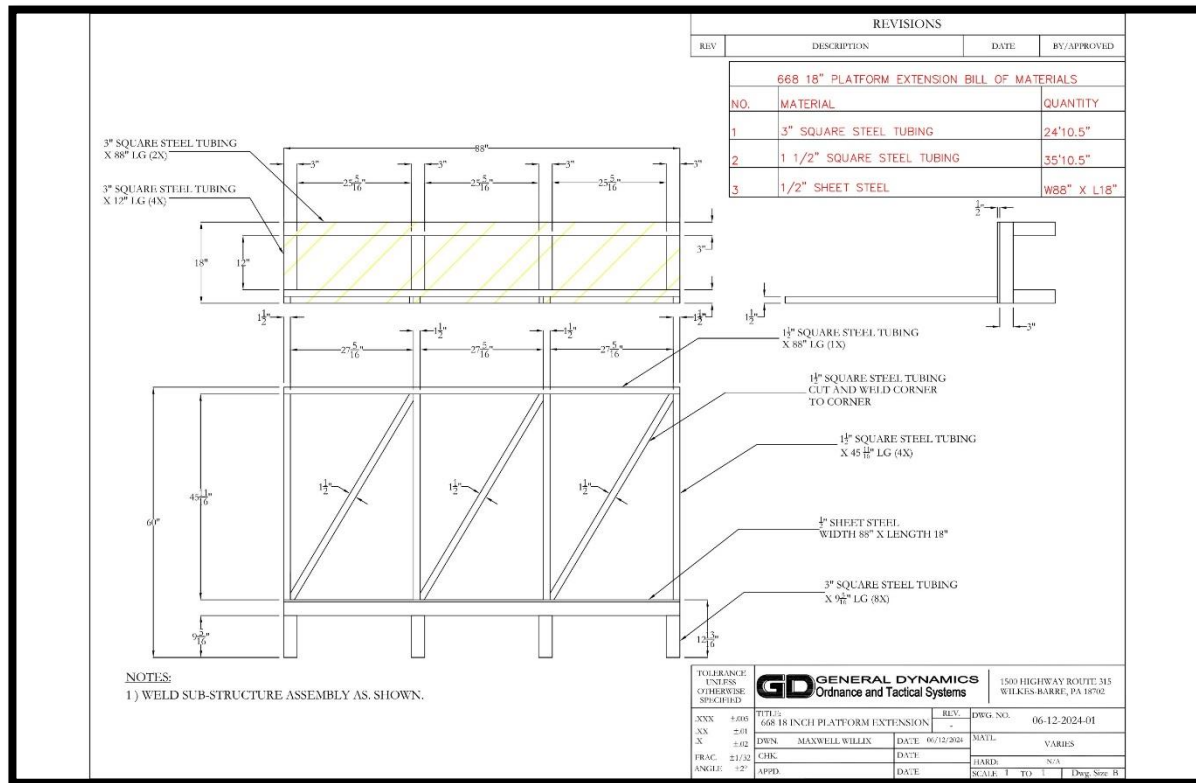 REVISIONS
REV DESCRIPTION DATE BY/APPROVED
668 18" PLATFORM EXTENSION BILL OF MATERIALS
NO. MATERIAL QUANTITY
1 3" SQUARE STEEL TUBING 24'10.5"
2 1 1/2" SQUARE STEEL TUBING 35'10.5"
3 1/2" SHEET STEEL W88" X L18"
3" SQUARE STEEL TUBING
X 88" LG (2X)
3" SQUARE STEEL TUBING
X 12" LG (4X)
88"
3" 3" 3" 3"
25 5/16" 25 5/16" 25 5/16"
18" 12" 3"
1/2"
1 1/2" 3"
1 1/2" 1 1/2" 1 1/2" 1 1/2"
27 5/16" 27 5/16" 27 5/16"
1 1/2" SQUARE STEEL TUBING
X 88" LG (1X)
1 1/2" SQUARE STEEL TUBING
CUT AND WELD CORNER
TO CORNER
1 1/2" SQUARE STEEL TUBING
X 45 11/16" LG (4X)
1 1/2" 1 1/2" 1 1/2"
45 11/16"
60"
1/2" SHEET STEEL
WIDTH 88" X LENGTH 18"
3" SQUARE STEEL TUBING
X 9 5/16" LG (8X)
12 13/16"
NOTES:
1 ) WELD SUB-STRUCTURE ASSEMBLY AS SHOWN.
TOLERANCE
UNLESS
OTHERWISE
SPECIFIED
.XXX ±.005
.XX ±.01
.X ±.02
FRAC. ±1/32
ANGLE ±2°
GD GENERAL DYNAMICS
Ordnance and Tactical Systems
1500 HIGHWAY ROUTE 315
WILKES-BARRE, PA 18702
TITLE: 668 18 INCH PLATFORM EXTENSION
REV. -
DWG. NO. 06-12-2024-01
DWN. MAXWELL WILLIX DATE 06/12/2024
MATL. VARIES
CHK. DATE
HARD: N/A
APPD. DATE
SCALE 1 TO 1 Dwg. Size B